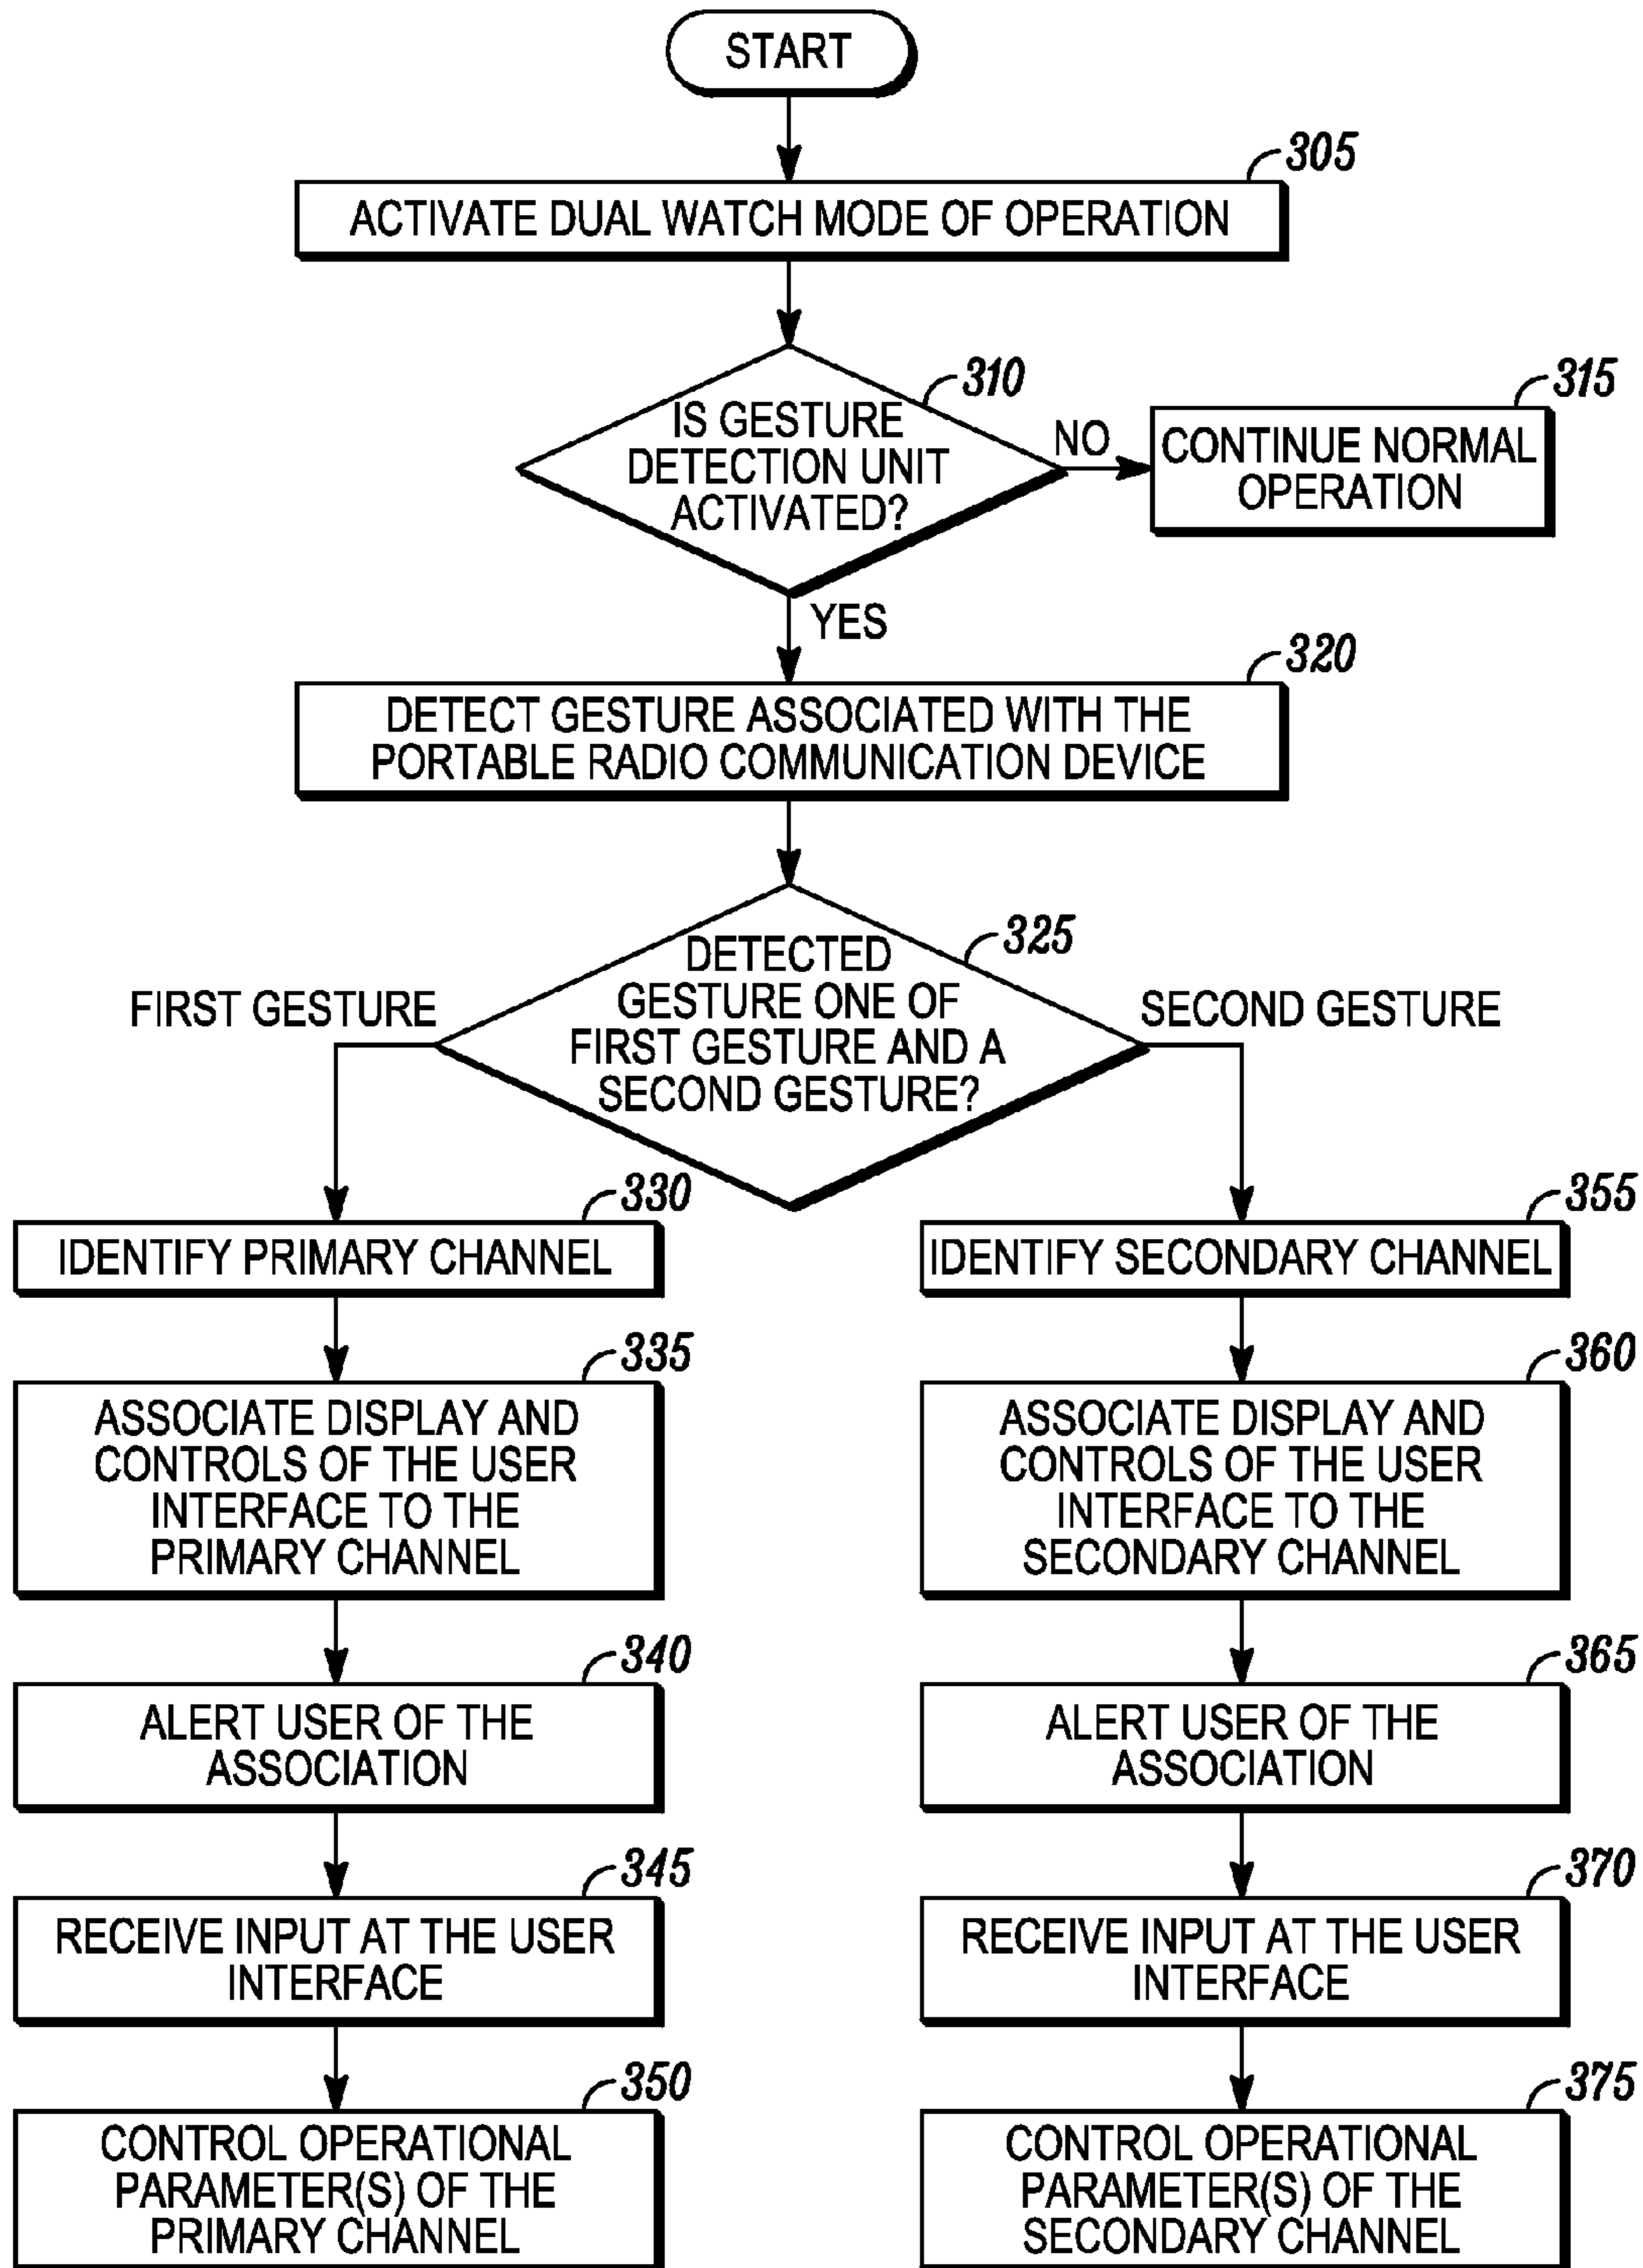 START
305
ACTIVATE DUAL WATCH MODE OF OPERATION
310
IS GESTURE
DETECTION UNIT
ACTIVATED?
NO
315
CONTINUE NORMAL
OPERATION
YES
320
DETECT GESTURE ASSOCIATED WITH THE
PORTABLE RADIO COMMUNICATION DEVICE
325
DETECTED
GESTURE ONE OF
FIRST GESTURE AND A
SECOND GESTURE?
FIRST GESTURE
SECOND GESTURE
330
IDENTIFY PRIMARY CHANNEL
335
ASSOCIATE DISPLAY AND
CONTROLS OF THE USER
INTERFACE TO THE
PRIMARY CHANNEL
340
ALERT USER OF THE
ASSOCIATION
345
RECEIVE INPUT AT THE USER
INTERFACE
350
CONTROL OPERATIONAL
PARAMETER(S) OF THE
PRIMARY CHANNEL
355
IDENTIFY SECONDARY CHANNEL
360
ASSOCIATE DISPLAY AND
CONTROLS OF THE USER
INTERFACE TO THE
SECONDARY CHANNEL
365
ALERT USER OF THE
ASSOCIATION
370
RECEIVE INPUT AT THE USER
INTERFACE
375
CONTROL OPERATIONAL
PARAMETER(S) OF THE
SECONDARY CHANNEL